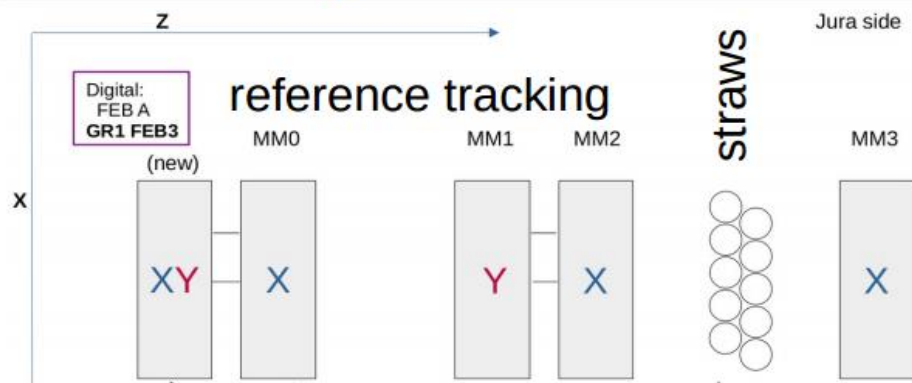 Z
Jura side
straws
Digital:
FEB A
GR1 FEB3
reference tracking
(new)
MM0
MM1
MM2
MM3
X
XY
X
Y
X
X